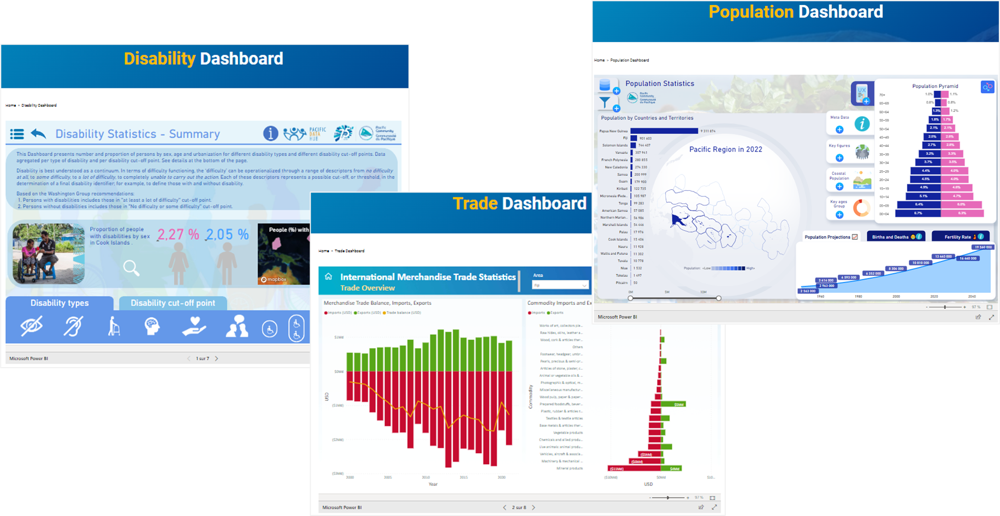 Disability Dashboard
Home > Disability Dashboard
Disability Statistics - Summary
PACIFIC
DATA
HUB
75
Pacific
Community
Communauté
du Pacifique
This Dashboard presents number and proportion of persons by sex, age and urbanization for different disability types and different disability cut-off points. Data
agregated per type of disability and per disability cut-off point. See details at the bottom of the page.
Disability is best understood as a continum. In terms of difficulty functioning, the 'difficulty' can be operationalized through a range of descriptors from no difficulty
at all, to some difficulty, to a lot of difficulty, to completely unable to carry out the action. Each of these descriptors represents a possible cut-off, or threshold, in the
determination of a final disability identifier; for example, to define those with and without disability.
Based on the Washington Group recommendations:
1. Persons with disabilities includes those in "at least a lot of difficulty" cut-off point.
2. Persons without disabilities includes those in "No difficulty or some difficulty" cut-off point.
Proportion of people
with disabilities by sex
in Cook Islands .
2,27 %
2,05 %
People (%) with
mapbox
Disability types
Disability cut-off point
Microsoft Power BI
1 sur 7
Trade Dashboard
Home > Trade Dashboard
International Merchandise Trade Statistics
Trade Overview
Area
Fiji
Merchandise Trade Balance, Imports, Exports
Imports (USD) Exports (USD) Trade balance (USD)
$1Md
$0Md
($1Md)
($2Md)
($3Md)
USD
2000
2005
2010
2015
2020
Year
Commodity Imports and Ex
Imports Exports
Works of art, collectors pie...
Raw hides, skins, leather a...
Wood, cork & articles ther...
Others
Footwear, headgear, umbr...
Pearls, precious & semi-pr...
Articles of stone, plaster, c...
Animal or vegetable oils & ...
Photographic & optical, m...
Miscellaneous manufactur...
Wood pulp, paper & paper...
Prepared foodstuffs, bever...
Plastic, rubber & articles t...
Textiles & textile articles
Base metals & articles ther...
Vegetable products
Chemicals and allied produ...
Live animals; animal produ...
Vehicles, aircraft & associa...
Machinery & mechanical ...
Mineral products
Commodity
$5Md
($5Md)
($6Md)
($11Md)
$4Md
($10Md)
$0Md
$10...
USD
97 %
Microsoft Power BI
2 sur 8
Population Dashboard
Home > Population Dashboard
Population Statistics
Pacific
Community
Communauté
du Pacifique
Population by Countries and Territories
Papua New Guinea 9 311 874
Fiji 901 603
Solomon Islands 744 407
Vanuatu 307 941
French Polynesia 280 855
New Caledonia 274 330
Samoa 200 999
Guam 179 900
Kiribati 122 735
Micronesia (Fede... 105 987
Tonga 99 283
American Samoa 57 085
Northern Marian... 56 986
Marshall Islands 54 446
Palau 17 976
Cook Islands 15 406
Nauru 11 928
Wallis and Futuna 11 302
Tuvalu 10 778
Niue 1 532
Tokelau 1 497
Pitcairn 50
0M
5M
10M
Pacific Region in 2022
Population: <Low
High>
UX
Meta Data
Key figures
Coastal
Population
Key ages
Group
Population Pyramid
70+ 1.0% 1.1%
65-69 0.8% 0.8%
60-64 1.3% 1.2%
55-59 1.8% 1.7%
50-54 2.1% 2.1%
45-49 2.5% 2.6%
40-44 2.7% 2.8%
35-39 3.2% 3.3%
30-34 3.7% 3.5%
25-29 4.4% 4.0%
20-24 4.5% 4.0%
15-19 4.9% 4.6%
10-14 5.1% 4.7%
05-09 6.4% 6.0%
00-04 6.7% 6.3%
Population Projections
Births and Deaths
Fertility Rate
2 563 000
2 963 000
3 414 000
4 593 000
6 352 000
8 304 000
10 810 000
13 440 000
16 440 000
19 560 000
1960
1980
2000
2020
2040
97 %
Microsoft Power BI